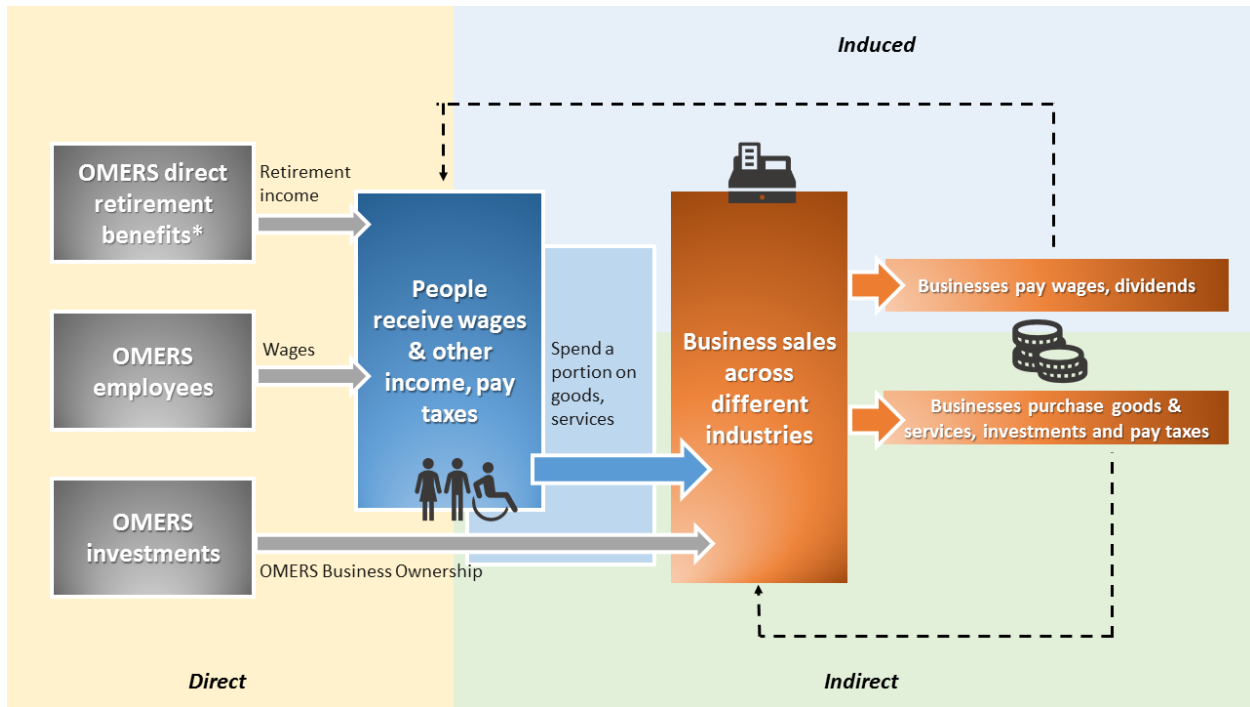 Induced
OMERS direct
retirement
benefits*
Retirement
income
OMERS
employees
Wages
OMERS
investments
OMERS Business Ownership
People
receive wages
& other
income, pay
taxes
Spend a
portion on
goods,
services
Business sales
across
different
industries
Businesses pay wages, dividends
Businesses purchase goods &
services, investments and pay taxes
Direct
Indirect